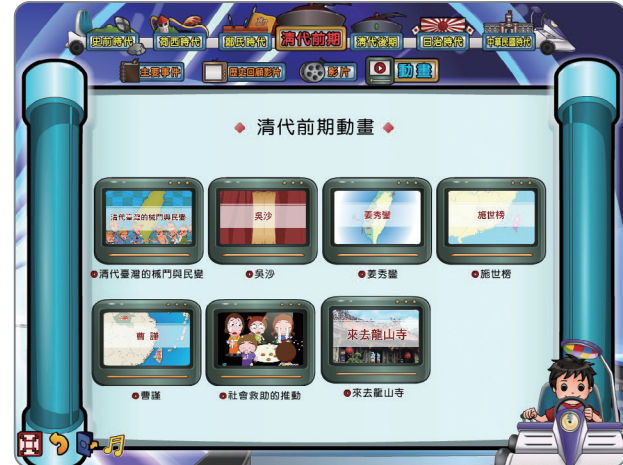 史前時代 荷西時代 鄭氏時代 清代前期 清代後期 日治時代 中華民國時代
主要事件 歷史回顧影片 影片 動畫
清代前期動畫
清代臺灣的械鬥與民變 吳沙 姜秀鑾 施世榜
清代臺灣的械鬥與民變 吳沙 姜秀鑾 施世榜
曹謹 來去龍山寺
曹謹 社會救助的推動 來去龍山寺